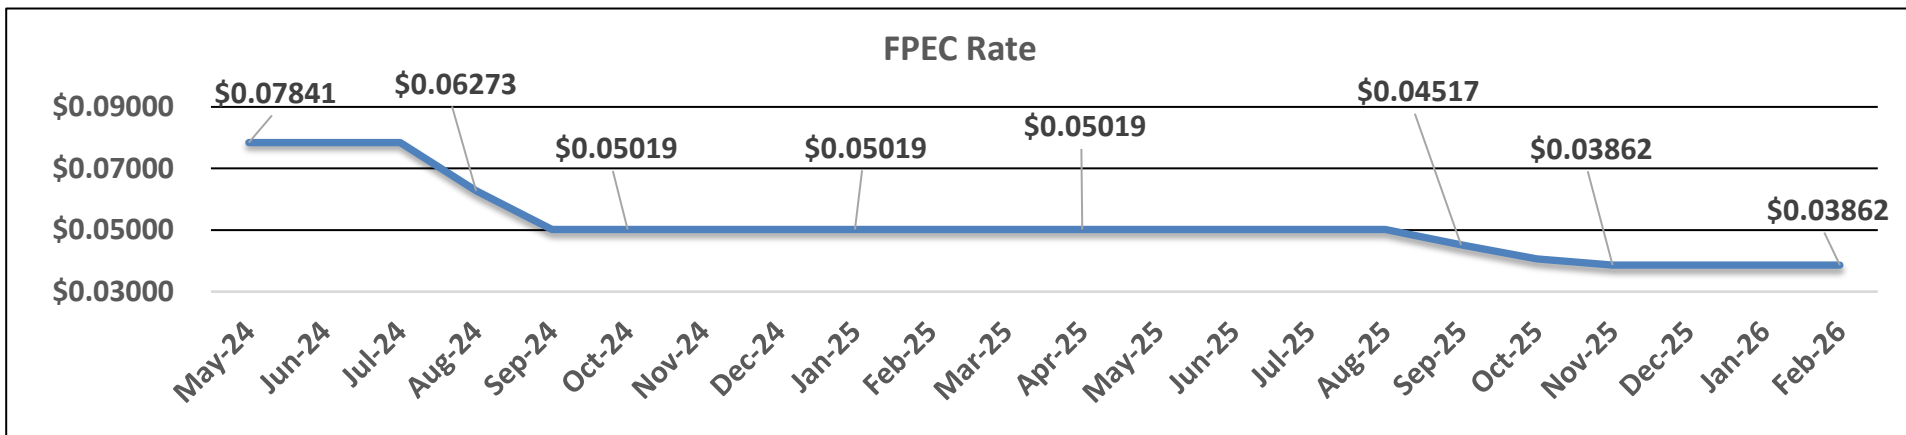 FPEC Rate
$0.07841
$0.06273
$0.05019
$0.05019
$0.05019
$0.04517
$0.03862
$0.03862
$0.09000
$0.07000
$0.05000
$0.03000
May-24
Jun-24
Jul-24
Aug-24
Sep-24
Oct-24
Nov-24
Dec-24
Jan-25
Feb-25
Mar-25
Apr-25
May-25
Jun-25
Jul-25
Aug-25
Sep-25
Oct-25
Nov-25
Dec-25
Jan-26
Feb-26